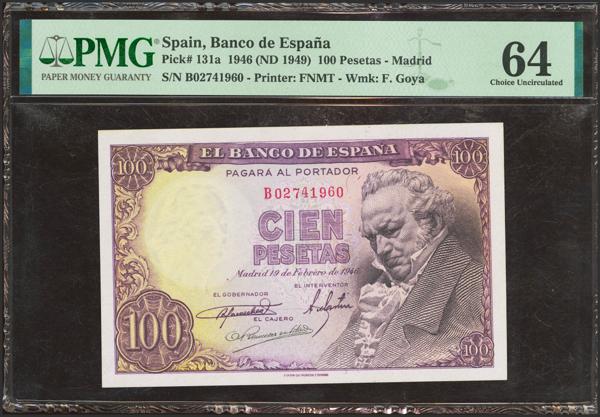 PMG
PAPER MONEY GUARANTY
Spain, Banco de España
Pick# 131a 1946 (ND 1949) 100 Pesetas - Madrid
S/N B02741960 - Printer: FNMT - Wmk: F. Goya
64
Choice Uncirculated
EL BANCO DE ESPAÑA
100
100
PAGARÁ AL PORTADOR
B02741960
CIEN
PESETAS
Madrid 19 de Febrero de 1946
EL GOBERNADOR
EL INTERVENTOR
EL CAJERO
100
100